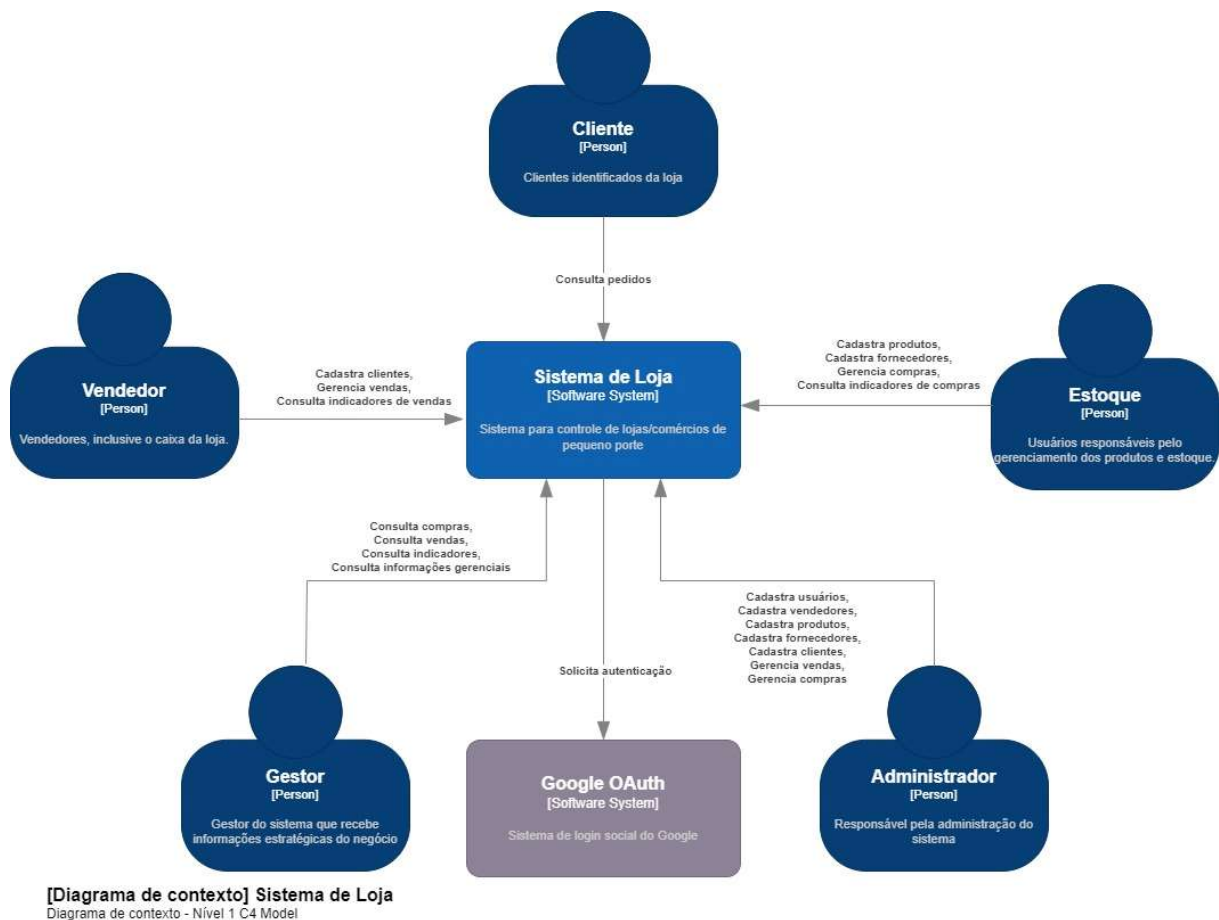 Cliente
[Person]
Clientes identificados da loja
Consulta pedidos
Vendedor
[Person]
Vendedores, inclusive o caixa da loja.
Cadastra clientes,
Gerencia vendas,
Consulta indicadores de vendas
Sistema de Loja
[Software System]
Sistema para controle de lojas/comércios de
pequeno porte
Cadastra produtos,
Cadastra fornecedores,
Gerencia compras,
Consulta indicadores de compras
Estoque
[Person]
Usuários responsáveis pelo
gerenciamento dos produtos e estoque.
Consulta compras,
Consulta vendas,
Consulta indicadores,
Consulta informações gerenciais
Solicita autenticação
Cadastra usuários,
Cadastra vendedores,
Cadastra produtos,
Cadastra fornecedores,
Cadastra clientes,
Gerencia vendas,
Gerencia compras
Gestor
[Person]
Gestor do sistema que recebe
informações estratégicas do negócio
Google OAuth
[Software System]
Sistema de login social do Google
Administrador
[Person]
Responsável pela administração do
sistema
[Diagrama de contexto] Sistema de Loja
Diagrama de contexto - Nível 1 C4 Model